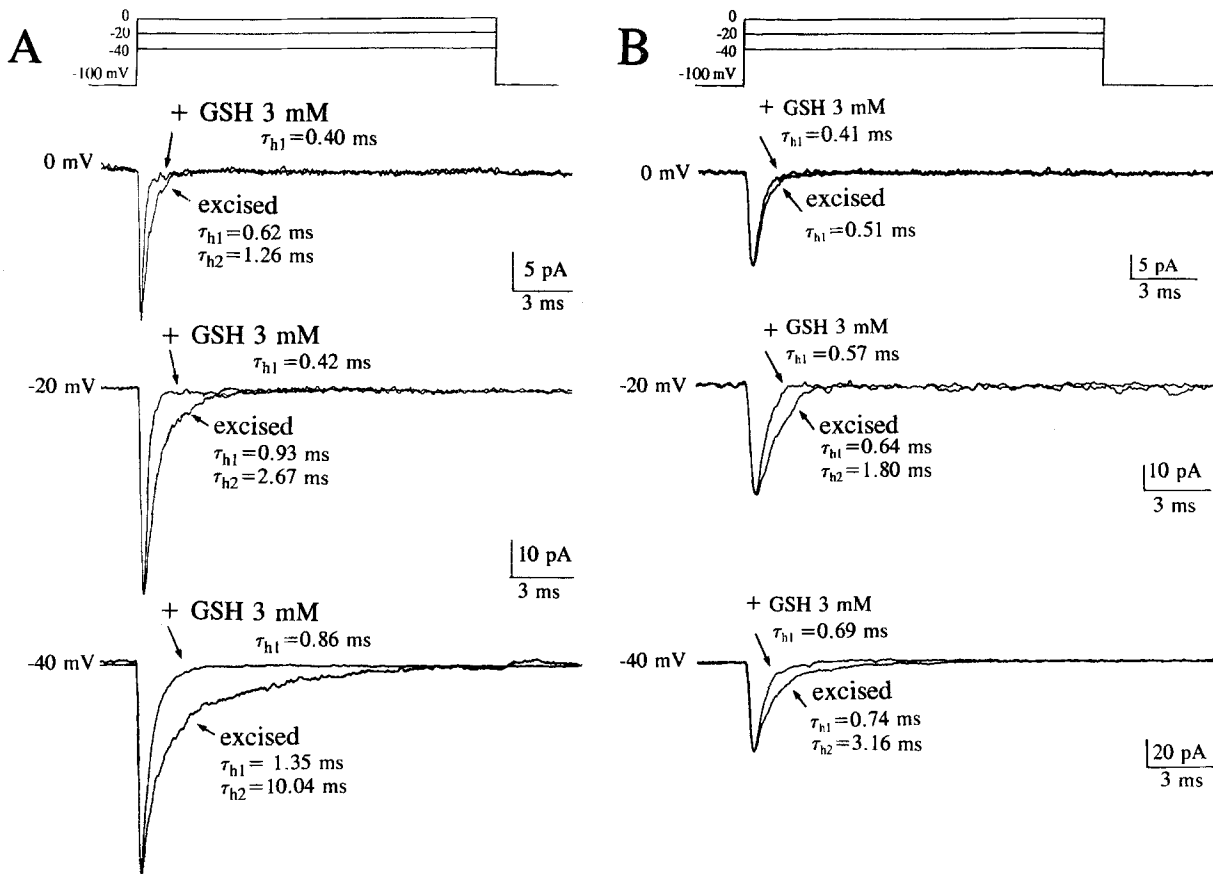 A
0
-20
-40
-100 mV
+ GSH 3 mM
τh1=0.40 ms
0 mV
excised
τh1=0.62 ms
τh2=1.26 ms
5 pA
3 ms
+ GSH 3 mM
τh1=0.42 ms
-20 mV
excised
τh1=0.93 ms
τh2=2.67 ms
10 pA
3 ms
+ GSH 3 mM
τh1=0.86 ms
-40 mV
excised
τh1= 1.35 ms
τh2=10.04 ms
B
0
-20
-40
-100 mV
+ GSH 3 mM
τh1=0.41 ms
0 mV
excised
τh1=0.51 ms
5 pA
3 ms
+ GSH 3 mM
τh1=0.57 ms
-20 mV
excised
τh1=0.64 ms
τh2=1.80 ms
10 pA
3 ms
+ GSH 3 mM
τh1=0.69 ms
-40 mV
excised
τh1=0.74 ms
τh2=3.16 ms
20 pA
3 ms